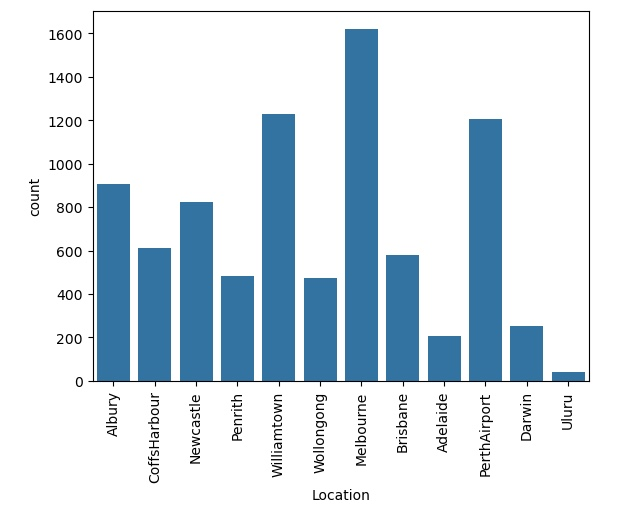 1600
1400
1200
1000
800
600
400
200
0
count
Albury
CoffsHarbour
Newcastle
Penrith
Williamtown
Wollongong
Melbourne
Brisbane
Adelaide
PerthAirport
Darwin
Uluru
Location